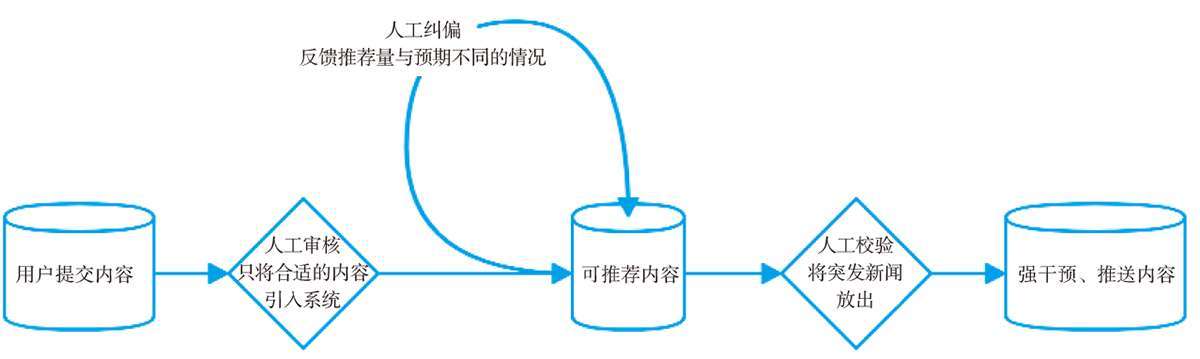 人工纠偏
反馈推荐量与预期不同的情况
用户提交内容
人工审核
只将合适的内容
引入系统
可推荐内容
人工校验
将突发新闻
放出
强干预、推送内容